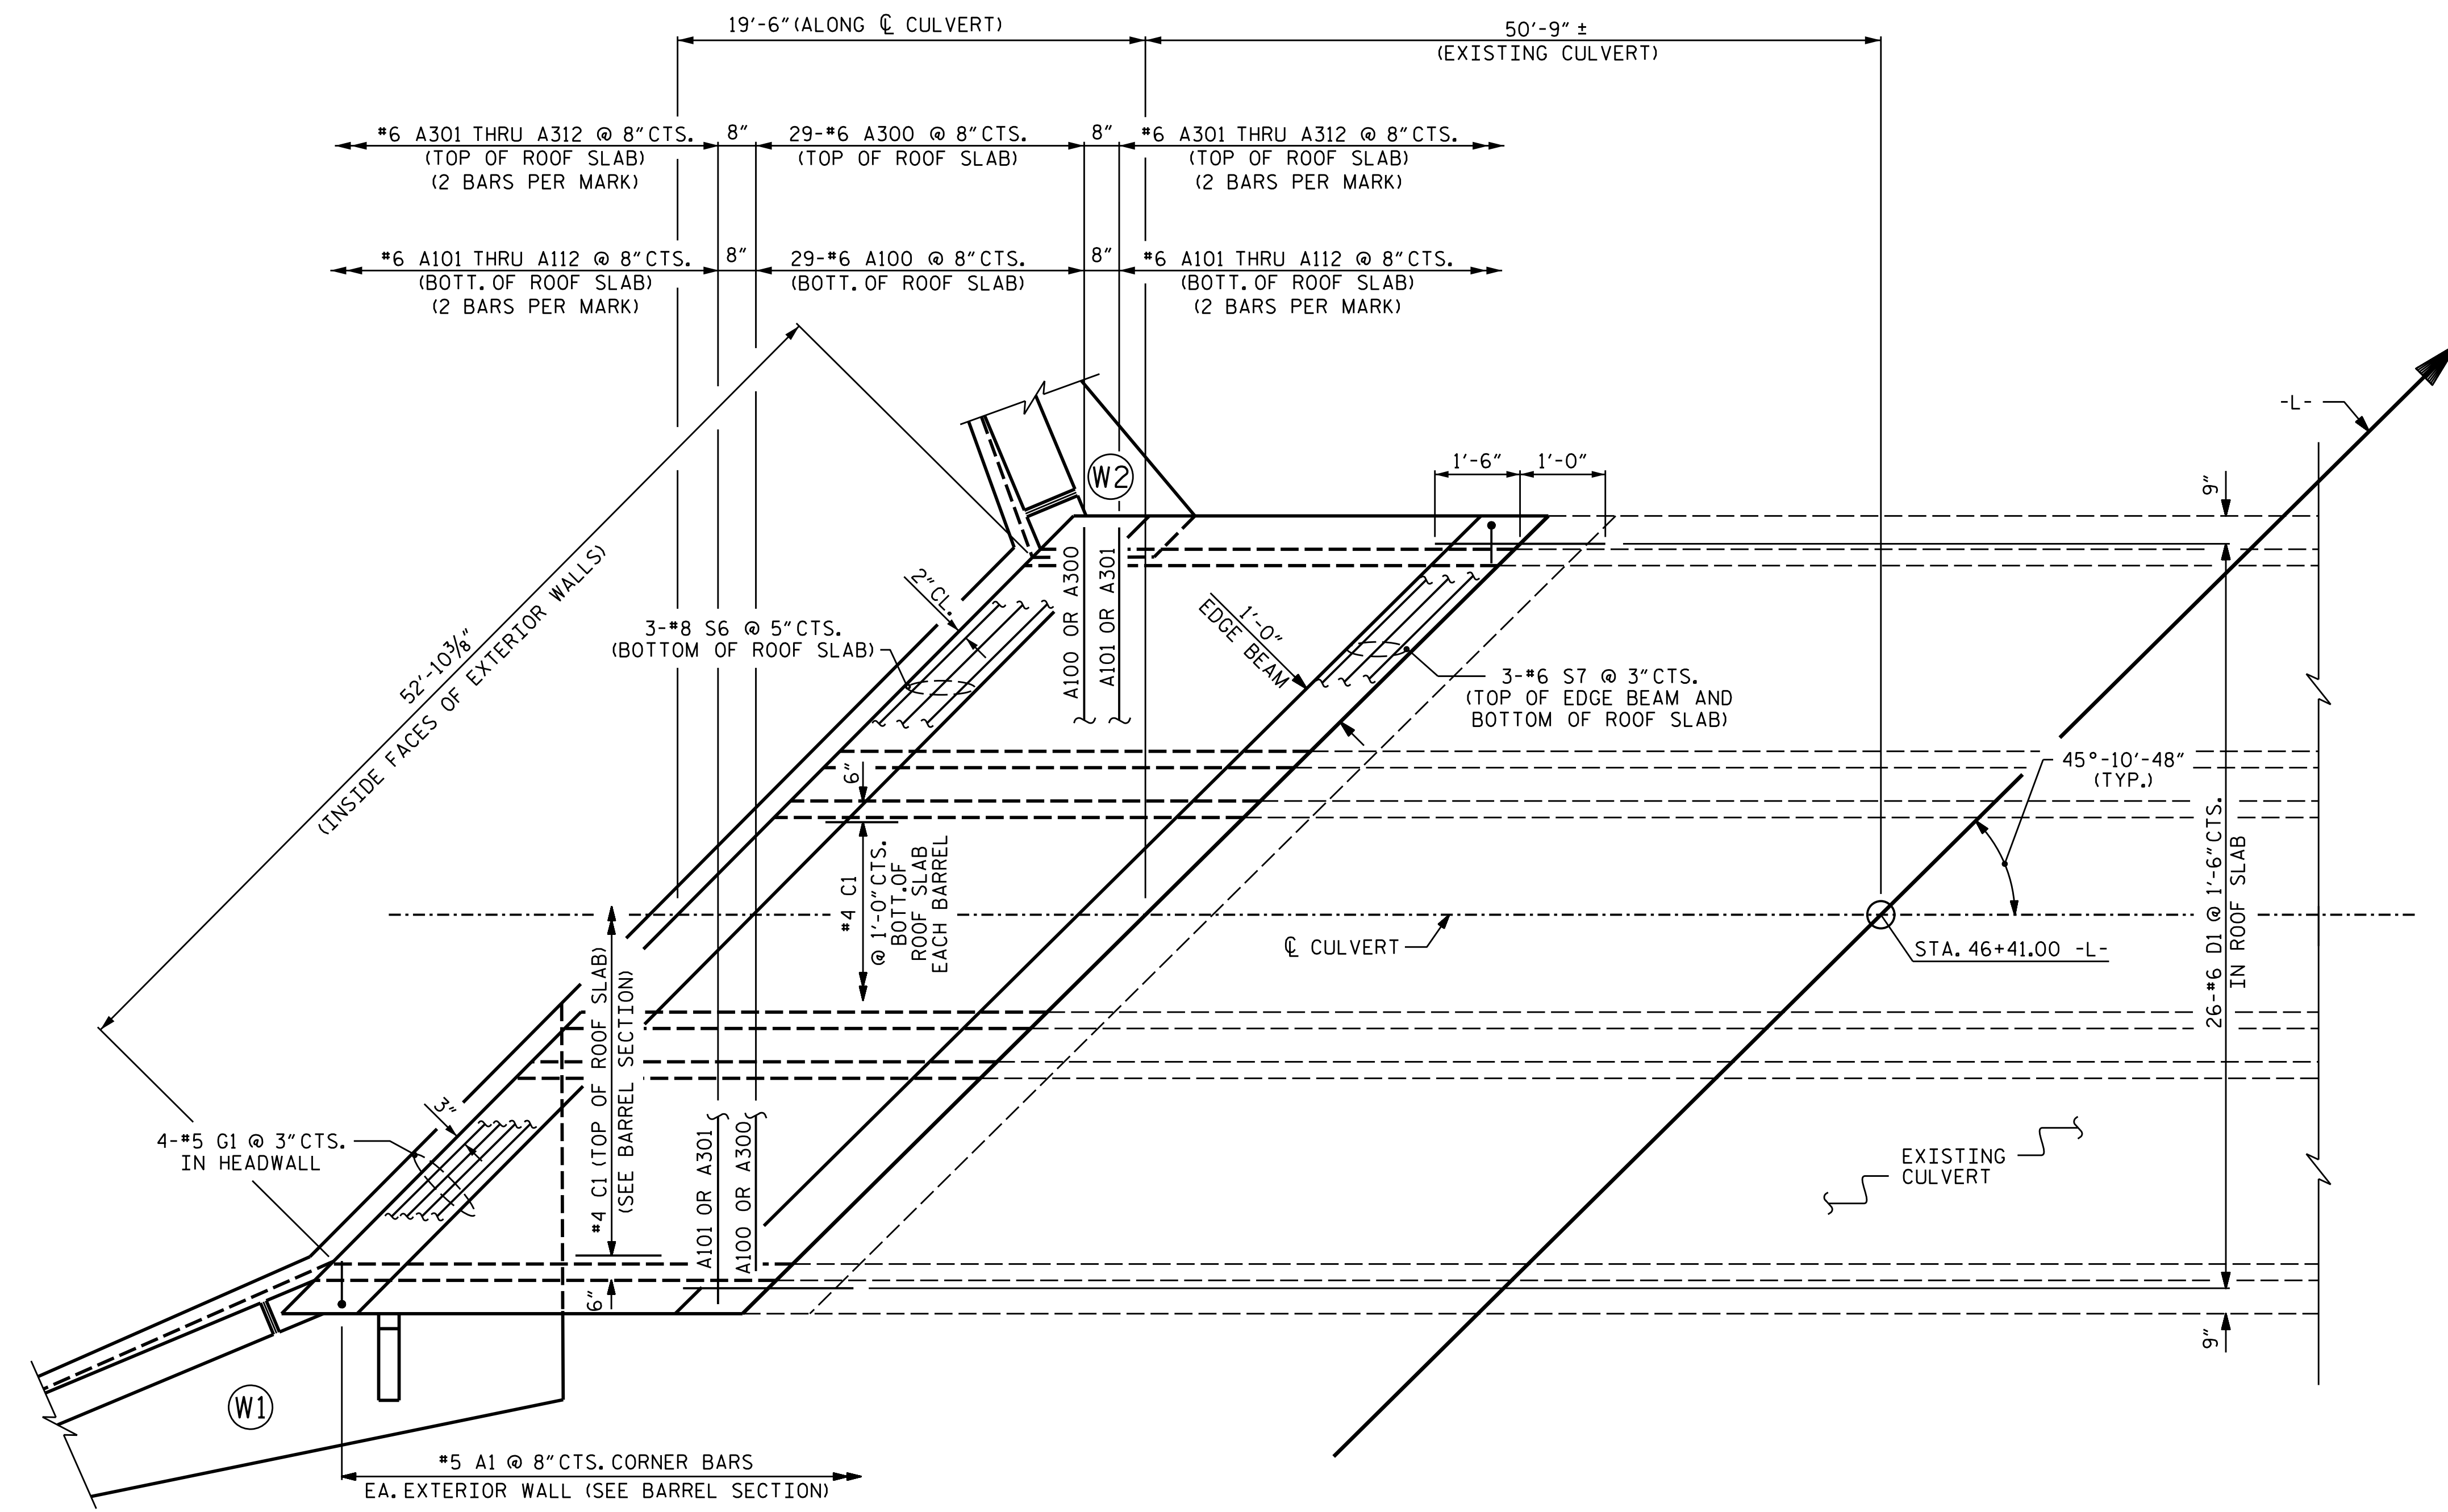 19'-6" (ALONG ℄ CULVERT)
50'-9" ±
(EXISTING CULVERT)
#6 A301 THRU A312 @ 8" CTS.
(TOP OF ROOF SLAB)
(2 BARS PER MARK)
8"
29-#6 A300 @ 8" CTS.
(TOP OF ROOF SLAB)
8"
#6 A301 THRU A312 @ 8" CTS.
(TOP OF ROOF SLAB)
(2 BARS PER MARK)
#6 A101 THRU A112 @ 8" CTS.
(BOTT. OF ROOF SLAB)
(2 BARS PER MARK)
8"
29-#6 A100 @ 8" CTS.
(BOTT. OF ROOF SLAB)
8"
#6 A101 THRU A112 @ 8" CTS.
(BOTT. OF ROOF SLAB)
(2 BARS PER MARK)
52'-10⅜"
(INSIDE FACES OF EXTERIOR WALLS)
W2
1'-6"
1'-0"
-L-
9"
2" CL.
3-#8 S6 @ 5" CTS.
(BOTTOM OF ROOF SLAB)
A100 OR A300
A101 OR A301
1'-0"
EDGE BEAM
3-#6 S7 @ 3" CTS.
(TOP OF EDGE BEAM AND
BOTTOM OF ROOF SLAB)
45°-10'-48"
(TYP.)
6"
#4 C1
@ 1'-0" CTS.
BOTT. OF
ROOF SLAB
EACH BARREL
℄ CULVERT
STA. 46+41.00 -L-
26-#6 D1 @ 1'-6" CTS.
IN ROOF SLAB
#4 C1 (TOP OF ROOF SLAB)
(SEE BARREL SECTION)
3"
4-#5 G1 @ 3" CTS.
IN HEADWALL
A101 OR A301
A100 OR A300
EXISTING
CULVERT
6"
9"
W1
#5 A1 @ 8" CTS. CORNER BARS
EA. EXTERIOR WALL (SEE BARREL SECTION)